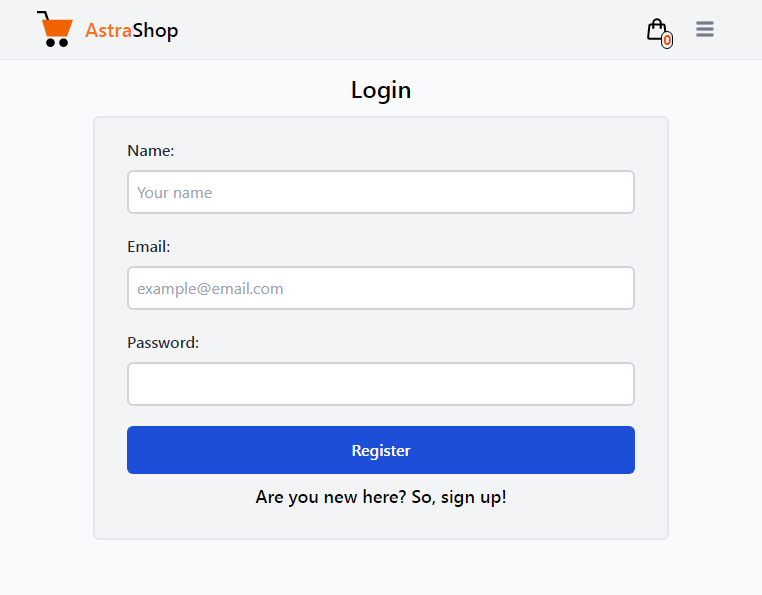 AstraShop
0
Login
Name:
Your name
Email:
example@email.com
Password:
Register
Are you new here? So, sign up!